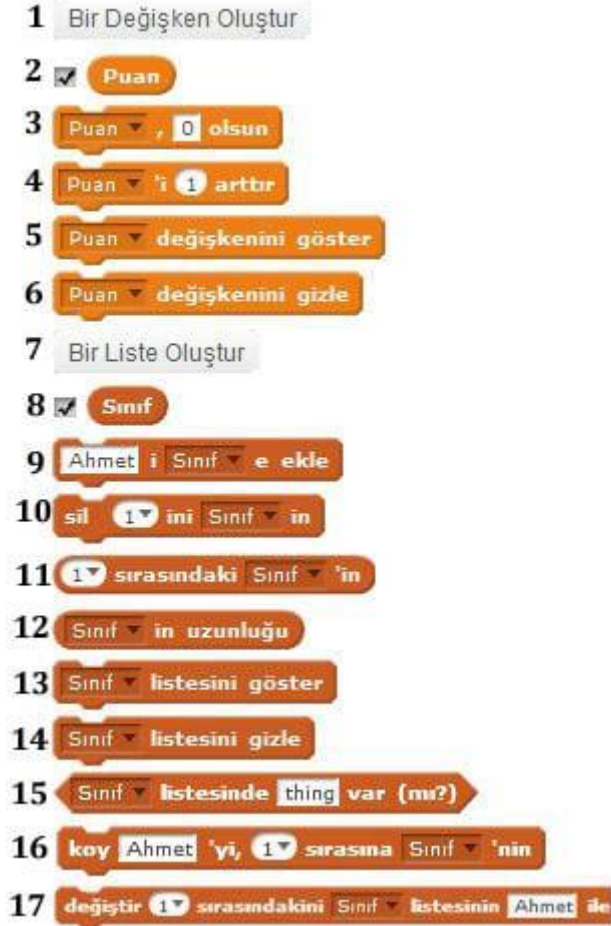 1 Bir Değişken Oluştur
2 Puan
3 Puan , 0 olsun
4 Puan 'i 1 arttır
5 Puan değişkenini göster
6 Puan değişkenini gizle
7 Bir Liste Oluştur
8 Sınıf
9 Ahmet i Sınıf e ekle
10 sil 1 ini Sınıf in
11 1 sırasındaki Sınıf 'in
12 Sınıf in uzunluğu
13 Sınıf listesini göster
14 Sınıf listesini gizle
15 Sınıf listesinde thing var (mı?)
16 koy Ahmet 'yi, 1 sırasına Sınıf 'nin
17 değiştir 1 sırasındakini Sınıf listesinin Ahmet ile